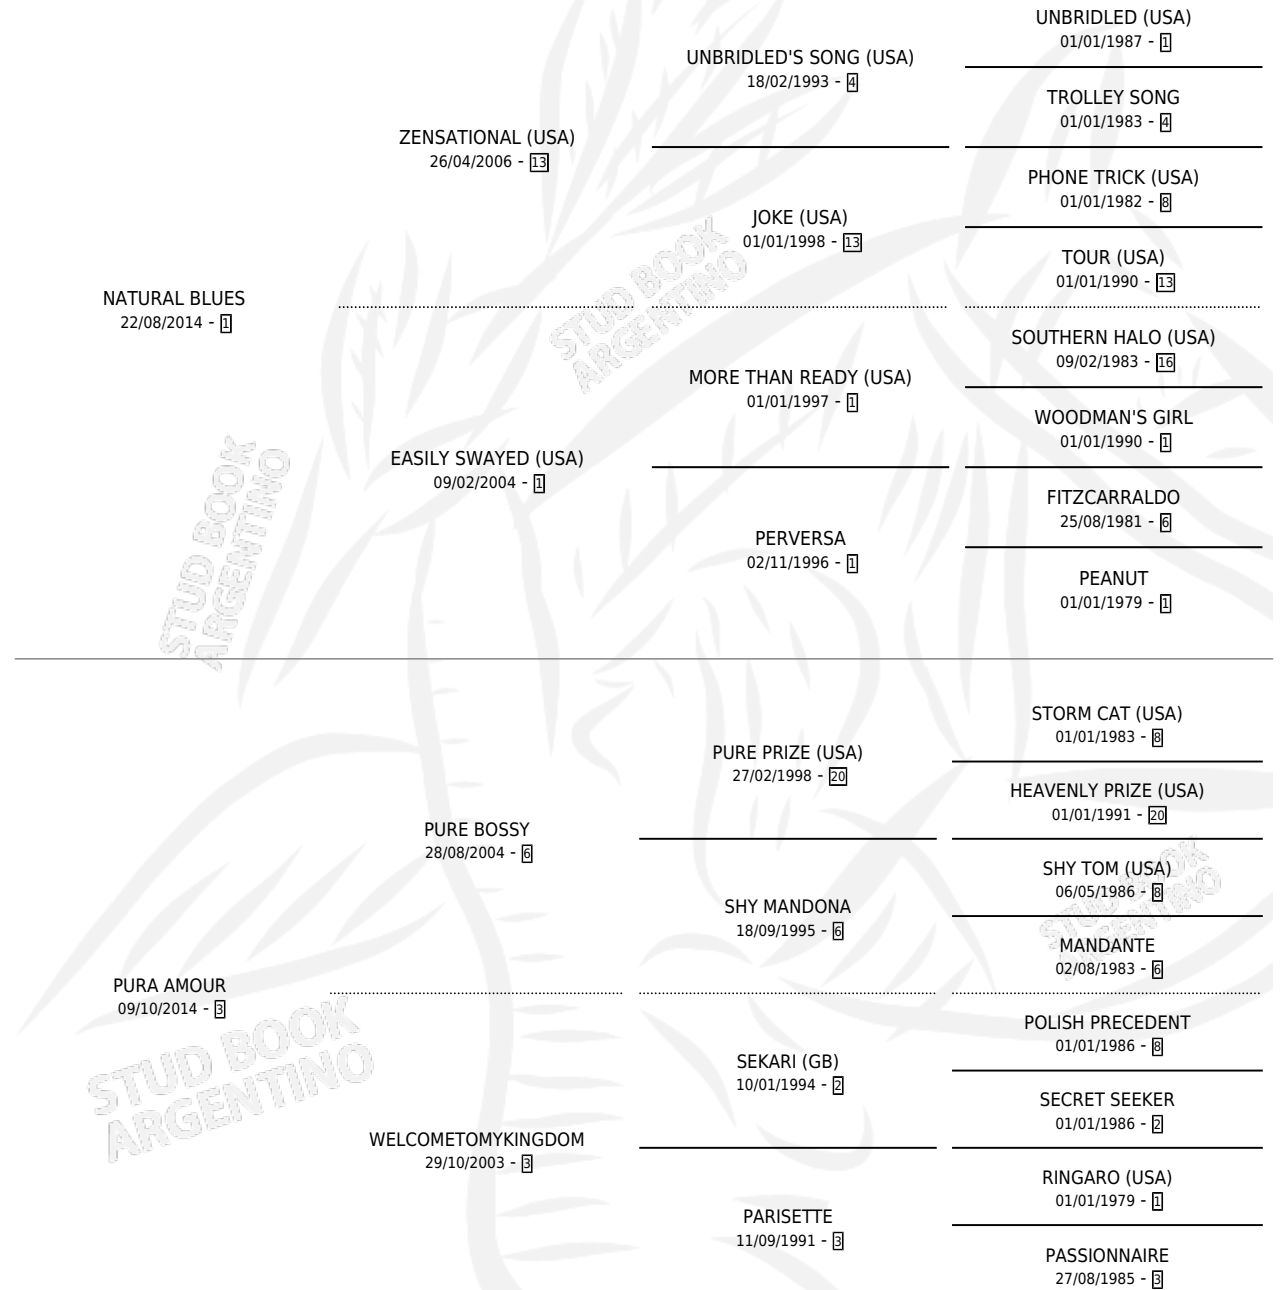 UNBRIDLED (USA)
01/01/1987 - 1
UNBRIDLED'S SONG (USA)
18/02/1993 - 4
TROLLEY SONG
01/01/1983 - 4
ZENSATIONAL (USA)
26/04/2006 - 13
PHONE TRICK (USA)
01/01/1982 - 8
JOKE (USA)
01/01/1998 - 13
TOUR (USA)
01/01/1990 - 13
NATURAL BLUES
22/08/2014 - 1
SOUTHERN HALO (USA)
09/02/1983 - 16
MORE THAN READY (USA)
01/01/1997 - 1
WOODMAN'S GIRL
01/01/1990 - 1
EASILY SWAYED (USA)
09/02/2004 - 1
FITZCARRALDO
25/08/1981 - 6
PERVERSA
02/11/1996 - 1
PEANUT
01/01/1979 - 1
STUD BOOK
ARGENTINO
STUD BOOK
ARGENTINO
STORM CAT (USA)
01/01/1983 - 8
PURE PRIZE (USA)
27/02/1998 - 20
HEAVENLY PRIZE (USA)
01/01/1991 - 20
PURE BOSSY
28/08/2004 - 6
SHY TOM (USA)
06/05/1986 - 8
SHY MANDONA
18/09/1995 - 6
MANDANTE
02/08/1983 - 6
PURA AMOUR
09/10/2014 - 3
POLISH PRECEDENT
01/01/1986 - 8
SEKARI (GB)
10/01/1994 - 2
SECRET SEEKER
01/01/1986 - 2
WELCOMETOMYKINGDOM
29/10/2003 - 3
RINGARO (USA)
01/01/1979 - 1
PARISETTE
11/09/1991 - 3
PASSIONNAIRE
27/08/1985 - 3
STUD BOOK
ARGENTINO
STUD BOOK
ARGENTINO